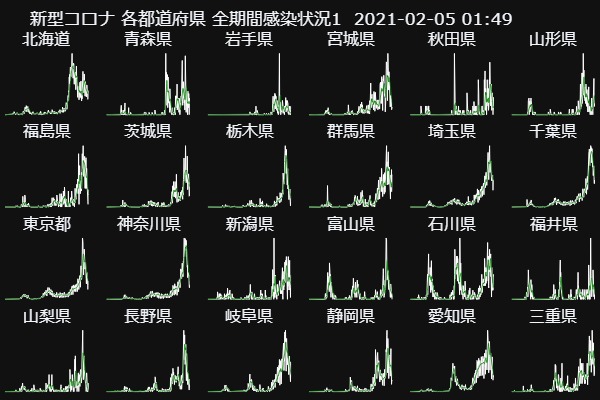 新型コロナ 各都道府県 全期間感染状況1 2021-02-05 01:49
北海道 青森県 岩手県 宮城県 秋田県 山形県
福島県 茨城県 栃木県 群馬県 埼玉県 千葉県
東京都 神奈川県 新潟県 富山県 石川県 福井県
山梨県 長野県 岐阜県 静岡県 愛知県 三重県